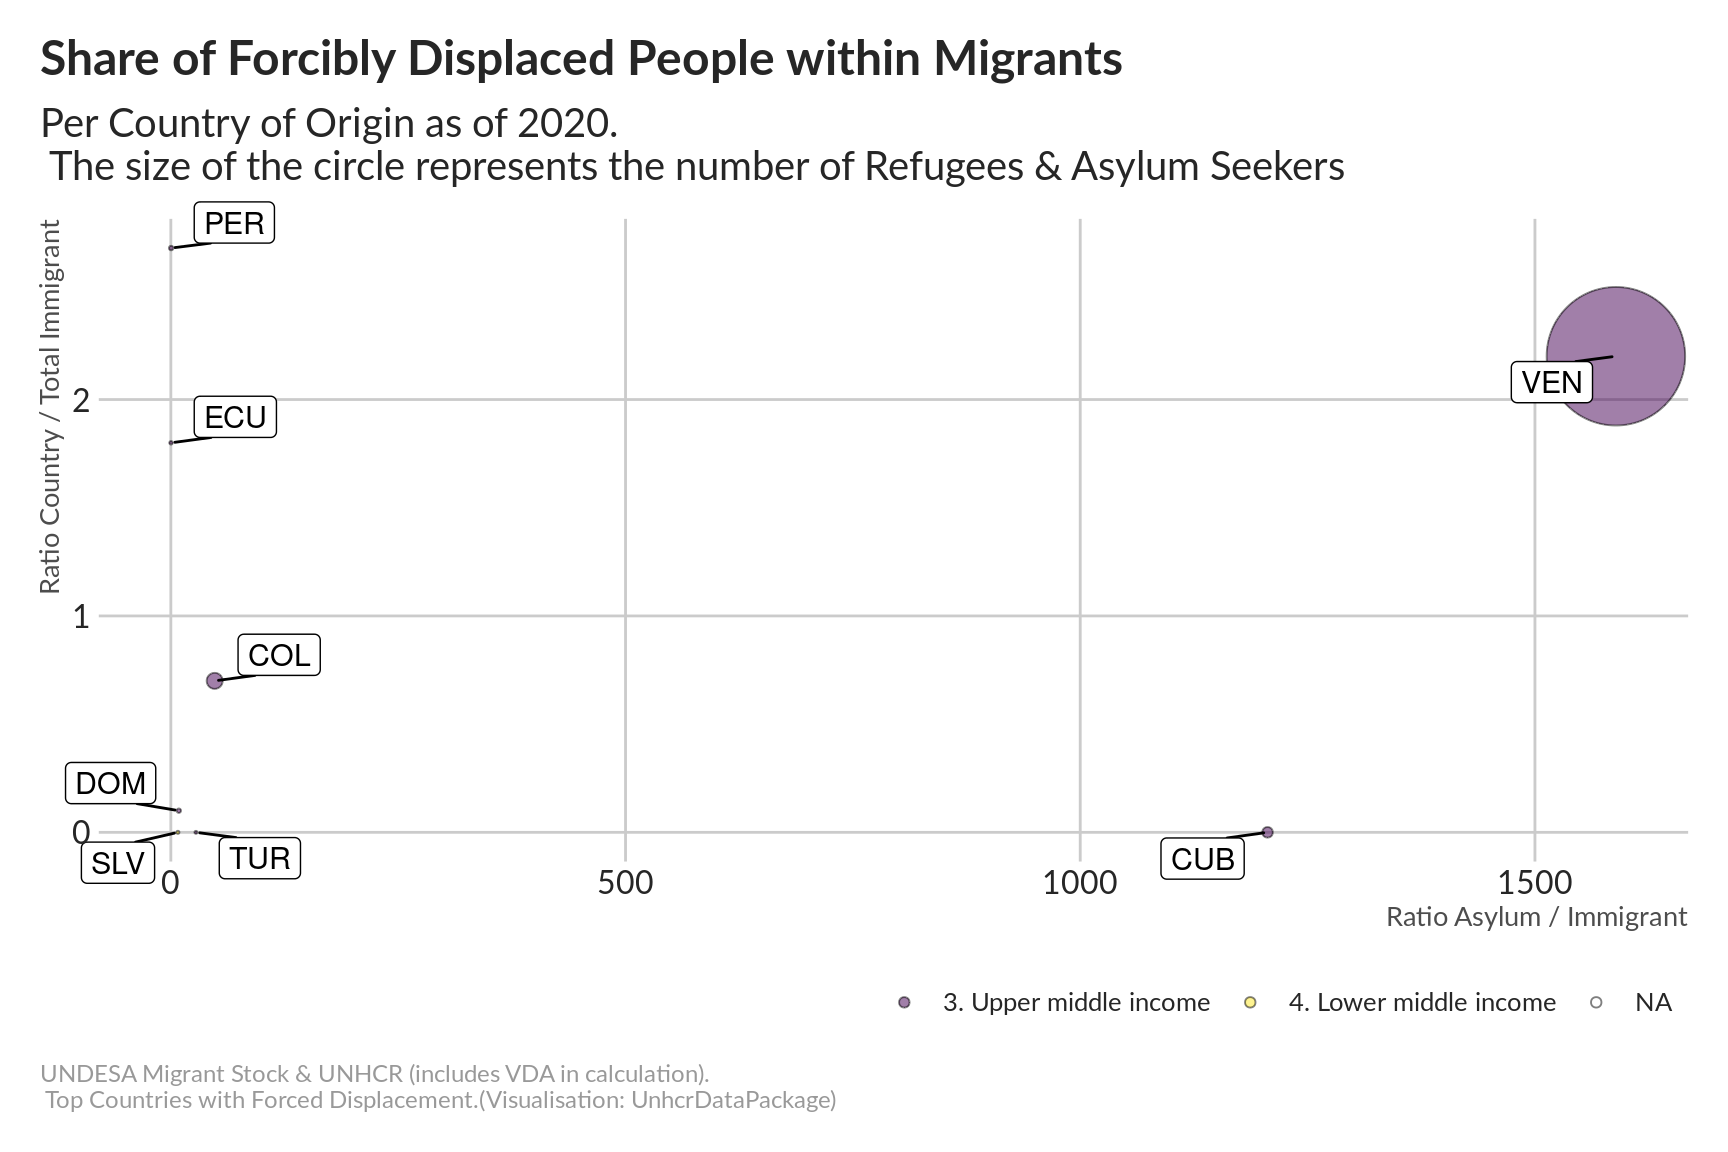 Share of Forcibly Displaced People within Migrants
Per Country of Origin as of 2020.
The size of the circle represents the number of Refugees & Asylum Seekers
Ratio Country / Total Immigrant
PER
VEN
2
ECU
1
COL
DOM
0
SLV
TUR
CUB
0
500
1000
1500
Ratio Asylum / Immigrant
3. Upper middle income
4. Lower middle income
NA
UNDESA Migrant Stock & UNHCR (includes VDA in calculation).
Top Countries with Forced Displacement.(Visualisation: UnhcrDataPackage)